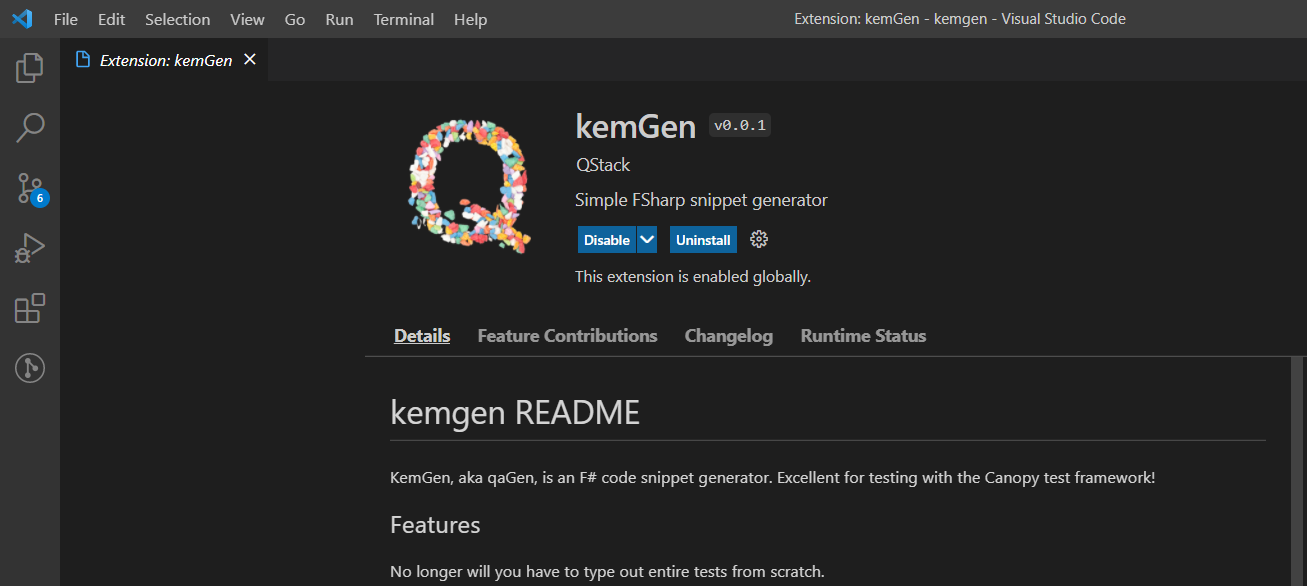 File Edit Selection View Go Run Terminal Help Extension: kemGen - kemgen - Visual Studio Code
Extension: kemGen
Q
kemGen v0.0.1
QStack
Simple FSharp snippet generator
6
Disable Uninstall
This extension is enabled globally.
Details Feature Contributions Changelog Runtime Status
kemgen README
KemGen, aka qaGen, is an F# code snippet generator. Excellent for testing with the Canopy test framework!
Features
No longer will you have to type out entire tests from scratch.